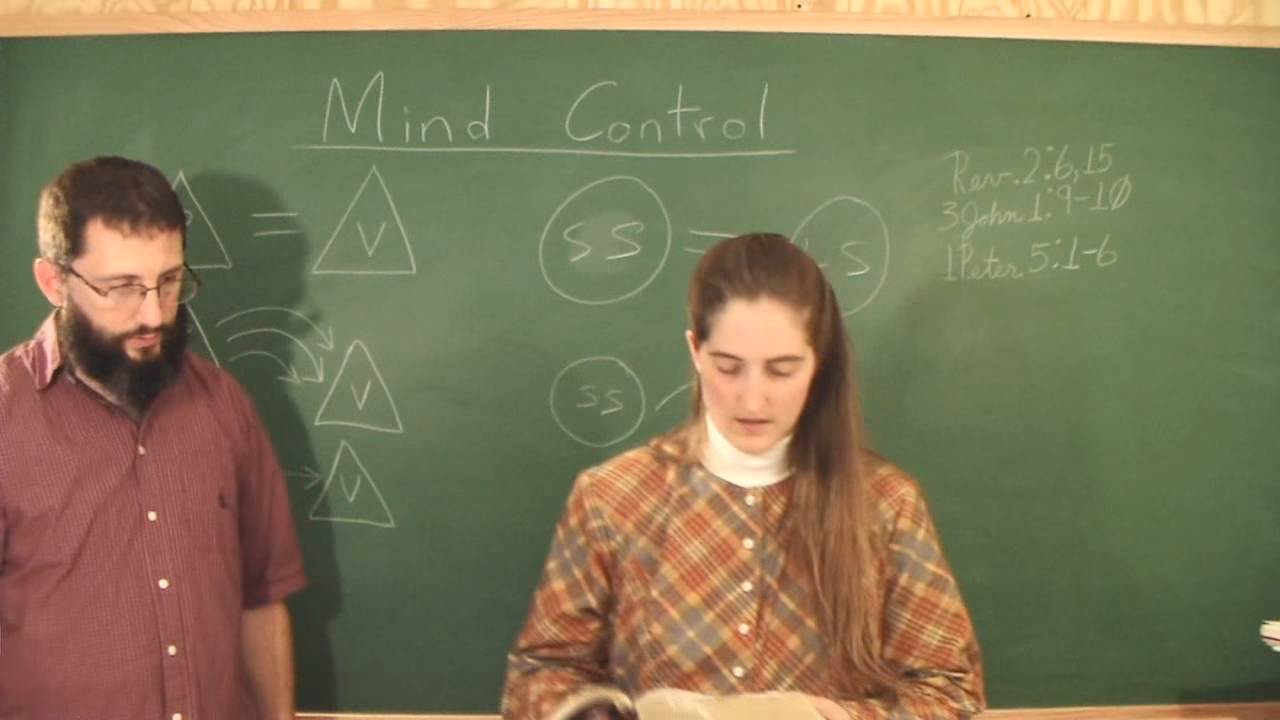 Mind Control
= V
SS = S
V
SS
V
Rev. 2:6,15
3John 1:9-10
1Peter 5:1-6